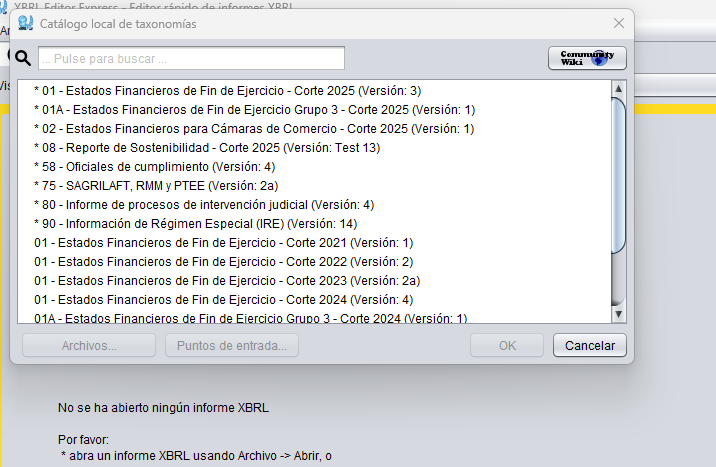 XBRL Editor Express - Editor rápido de informes XBRL
Catálogo local de taxonomías
... Pulse para buscar ...
Community
Wiki
* 01 - Estados Financieros de Fin de Ejercicio - Corte 2025 (Versión: 3)
* 01A - Estados Financieros de Fin de Ejercicio Grupo 3 - Corte 2025 (Versión: 1)
* 02 - Estados Financieros para Cámaras de Comercio - Corte 2025 (Versión: 1)
* 08 - Reporte de Sostenibilidad - Corte 2025 (Versión: Test 13)
* 58 - Oficiales de cumplimiento (Versión: 4)
* 75 - SAGRILAFT, RMM y PTEE (Versión: 2a)
* 80 - Informe de procesos de intervención judicial (Versión: 4)
* 90 - Información de Régimen Especial (IRE) (Versión: 14)
01 - Estados Financieros de Fin de Ejercicio - Corte 2021 (Versión: 1)
01 - Estados Financieros de Fin de Ejercicio - Corte 2022 (Versión: 2)
01 - Estados Financieros de Fin de Ejercicio - Corte 2023 (Versión: 2a)
01 - Estados Financieros de Fin de Ejercicio - Corte 2024 (Versión: 4)
01A - Estados Financieros de Fin de Ejercicio Grupo 3 - Corte 2024 (Versión: 1)
Archivos...
Puntos de entrada...
OK
Cancelar
No se ha abierto ningún informe XBRL
Por favor:
* abra un informe XBRL usando Archivo -> Abrir, o